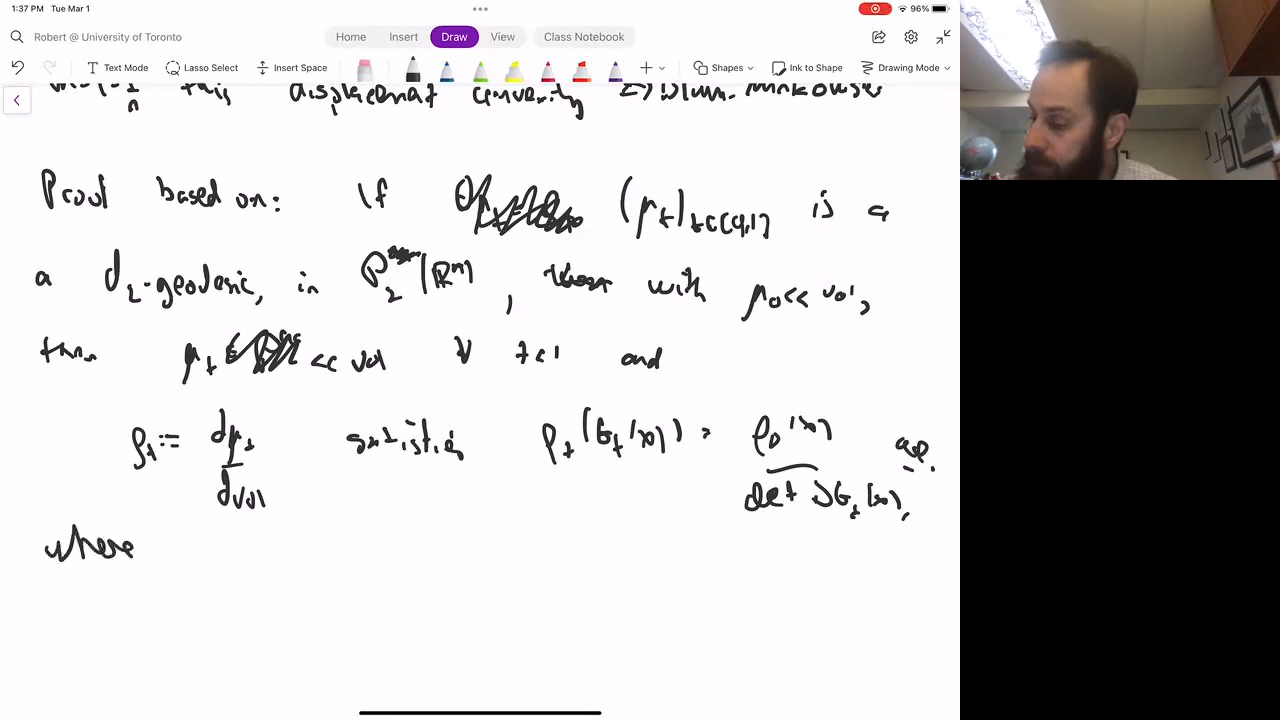 1:37 PM Tue Mar 1
96%
Robert @ University of Toronto
Home Insert Draw View Class Notebook
Text Mode Lasso Select Insert Space Shapes Ink to Shape Drawing Mode
this displacement convexity
Proof based on: If (μ_t)_{t∈[0,1]} is a
a d_2-geodesic, in P_2(R^n), with μ_0 << vol,
then μ_t << vol ∀ t<1 and
ρ_t := dμ_t/dvol satisfies ρ_t(G_t(x)) = ρ_0(x)/det DG_t(x), ae.
where